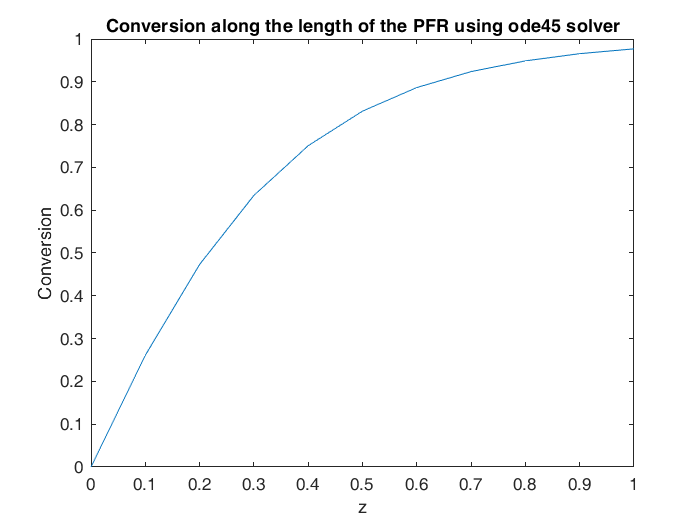 Conversion along the length of the PFR using ode45 solver
1
0.9
0.8
0.7
0.6
0.5
0.4
0.3
0.2
0.1
0
Conversion
0 0.1 0.2 0.3 0.4 0.5 0.6 0.7 0.8 0.9 1
z